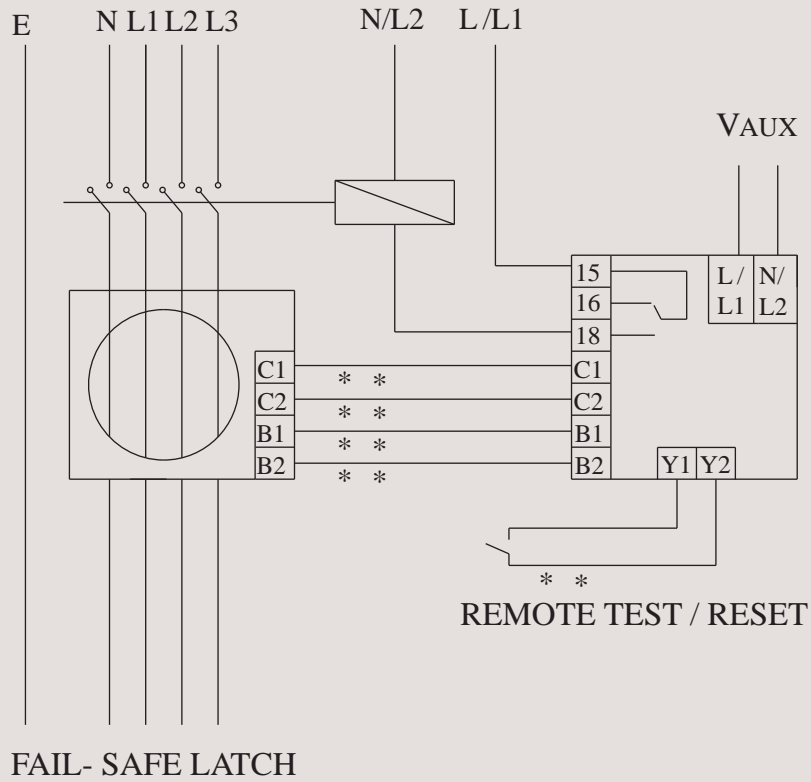 E N L1 L2 L3 N/L2 L /L1
VAUX
15
16
18
C1
C2
B1
B2
L /
L1
N/
L2
C1
* *
C2
* *
B1
* *
B2
* *
Y1 Y2
* *
REMOTE TEST / RESET
FAIL- SAFE LATCH